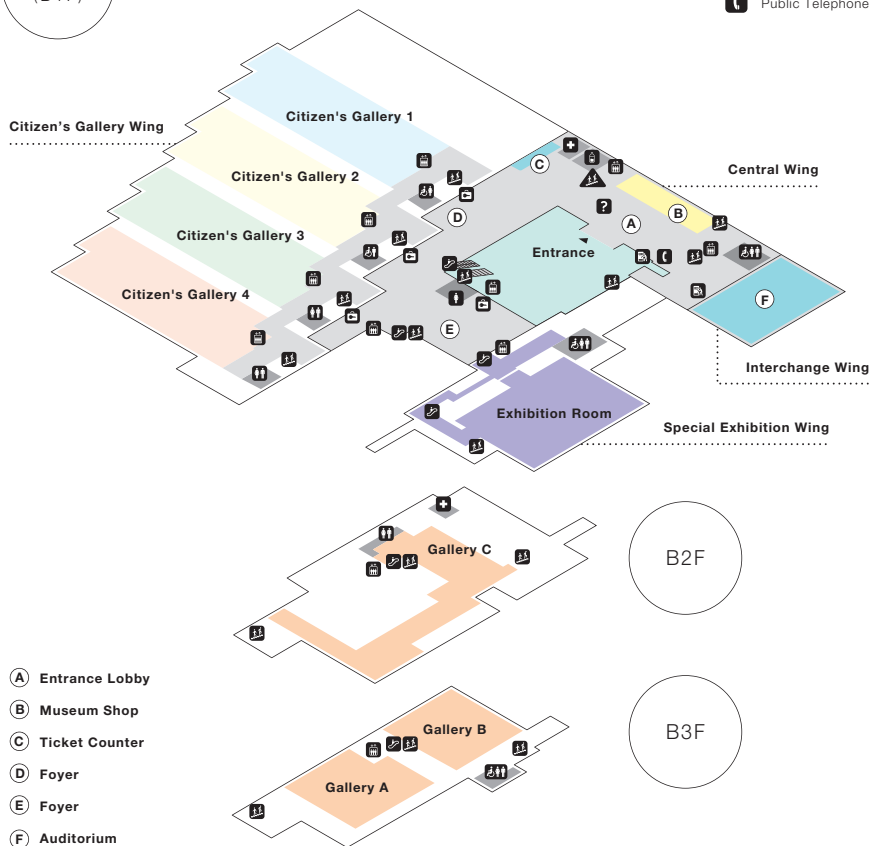 Public Telephone
Citizen's Gallery 1
Citizen's Gallery Wing
Citizen's Gallery 2
C
Central Wing
D
B
A
?
Citizen's Gallery 3
Entrance
Citizen's Gallery 4
F
E
Interchange Wing
Exhibition Room
Special Exhibition Wing
Gallery C
B2F
A Entrance Lobby
B Museum Shop
C Ticket Counter
D Foyer
E Foyer
F Auditorium
Gallery B
B3F
Gallery A